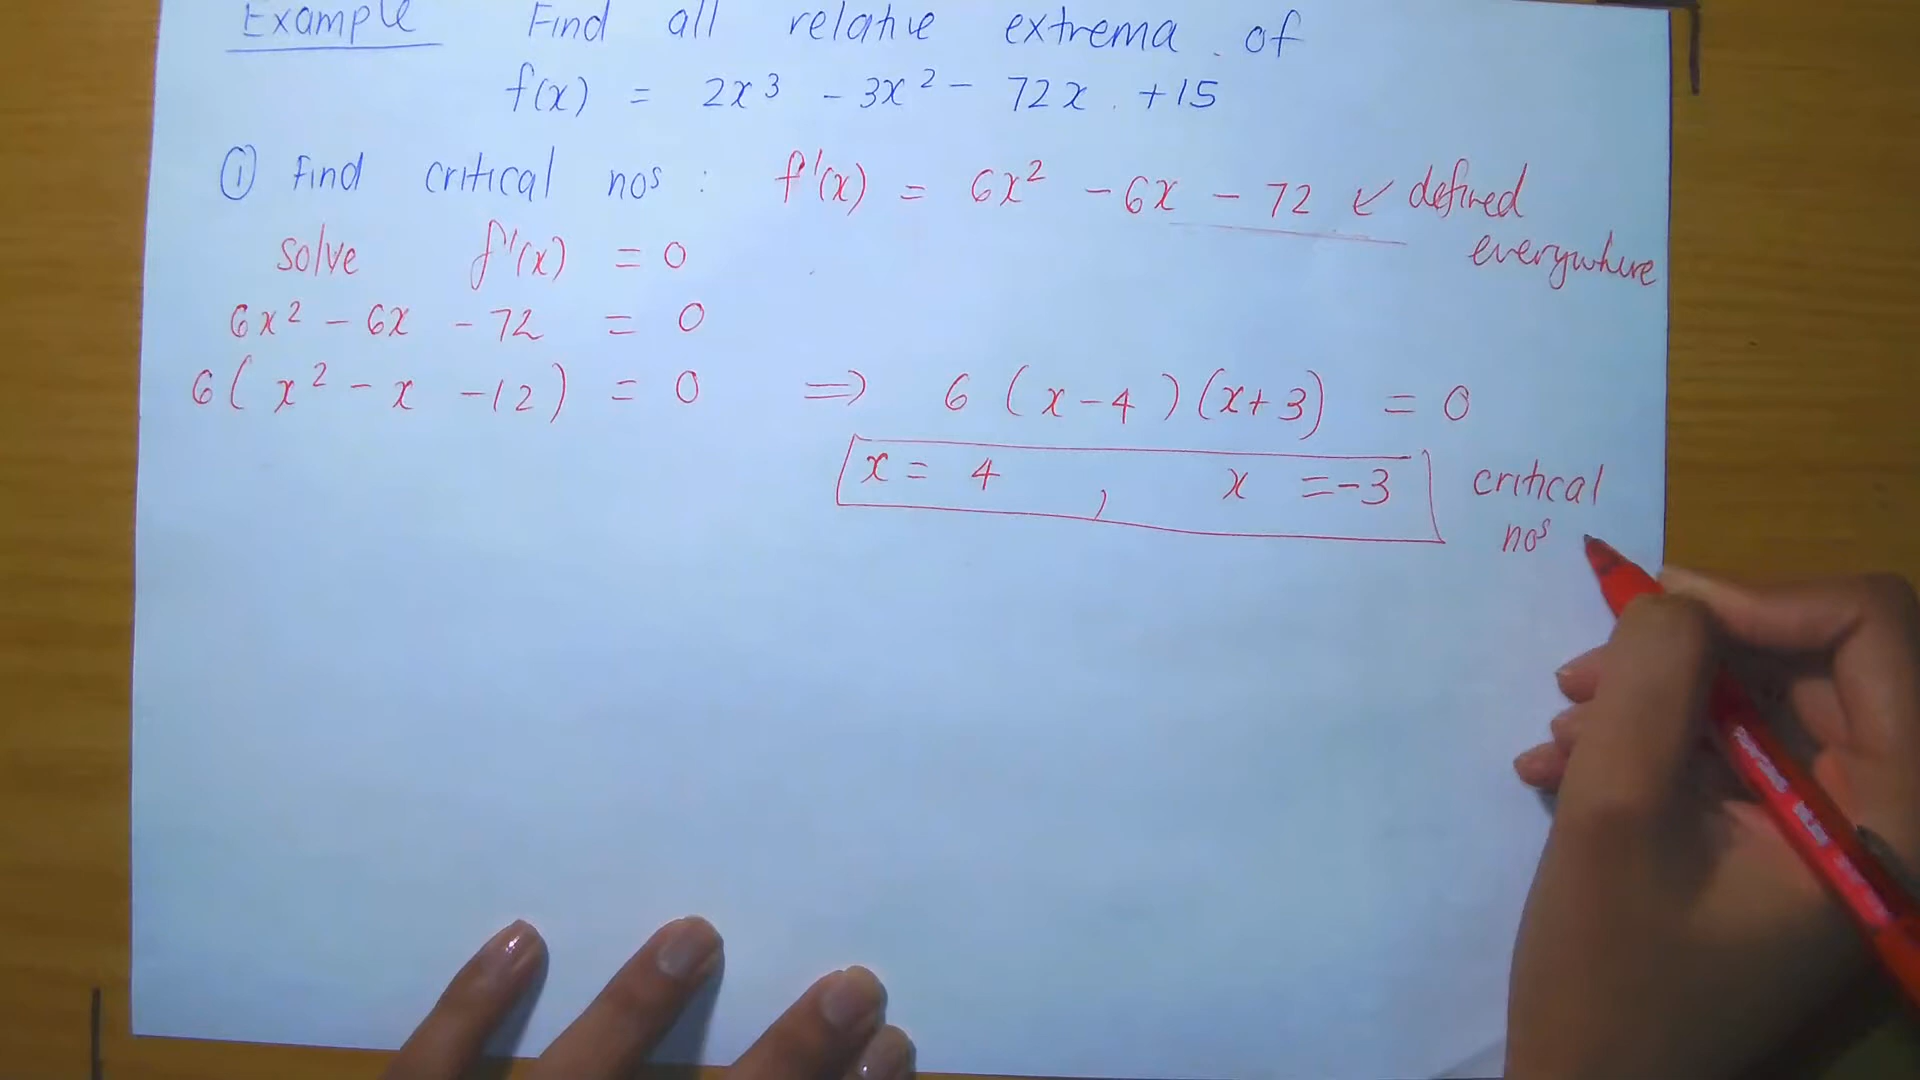 Example Find all relative extrema of
f(x) = 2x³ - 3x² - 72x +15
① Find critical nos : f'(x) = 6x² - 6x - 72 ↙ defined everywhere
solve f'(x) = 0
6x² - 6x - 72 = 0
6(x² - x - 12) = 0 ⇒ 6 (x-4)(x+3) = 0
x = 4 , x = -3 critical nos